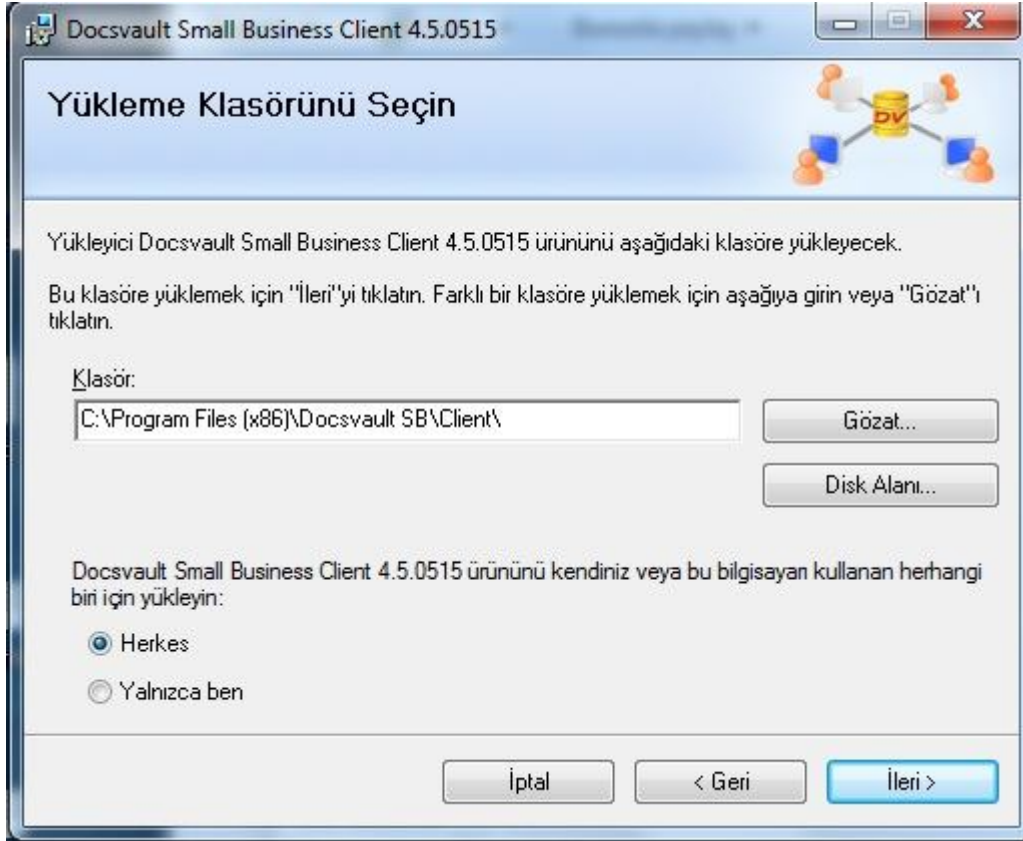 Docsvault Small Business Client 4.5.0515
Yükleme Klasörünü Seçin
DV
Yükleyici Docsvault Small Business Client 4.5.0515 ürününü aşağıdaki klasöre yükleyecek.
Bu klasöre yüklemek için "İleri"yi tıklatın. Farklı bir klasöre yüklemek için aşağıya girin veya "Gözat"ı
tıklatın.
Klasör:
C:\Program Files (x86)\Docsvault SB\Client\
Gözat...
Disk Alanı...
Docsvault Small Business Client 4.5.0515 ürününü kendiniz veya bu bilgisayarı kullanan herhangi
biri için yükleyin:
Herkes
Yalnızca ben
İptal
< Geri
İleri >